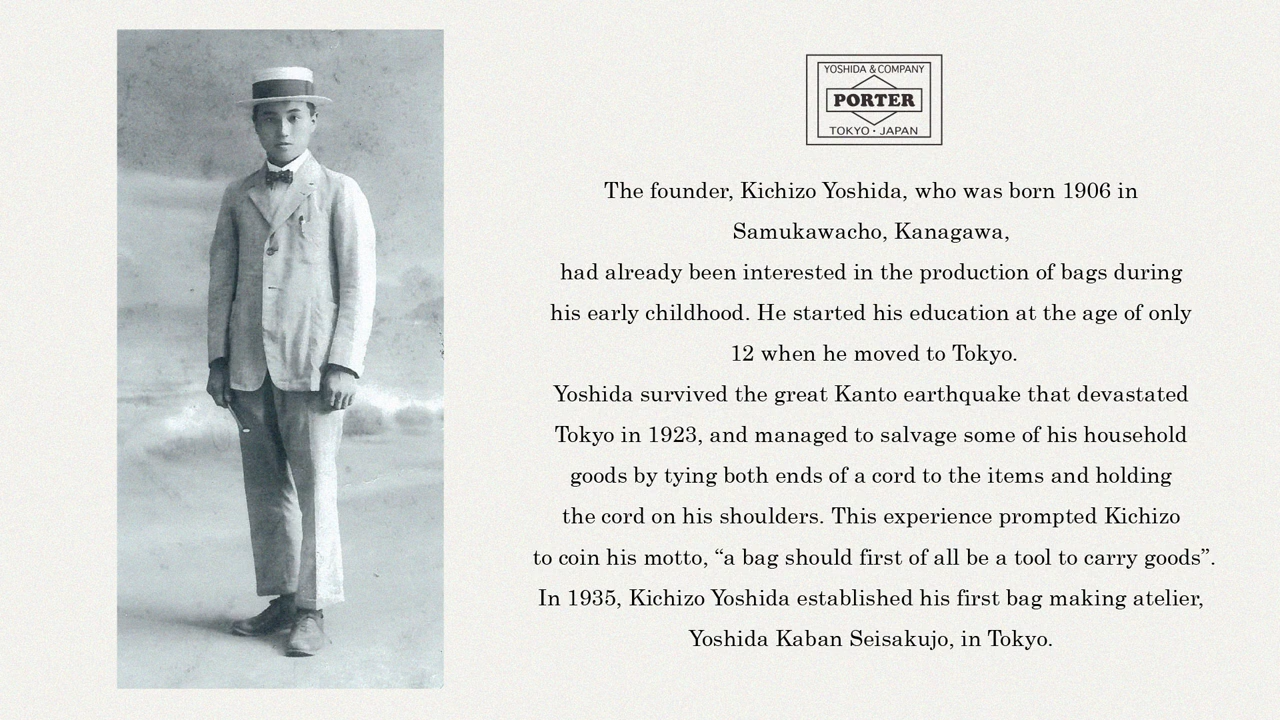 YOSHIDA & COMPANY
PORTER
TOKYO · JAPAN
The founder, Kichizo Yoshida, who was born 1906 in
Samukawacho, Kanagawa,
had already been interested in the production of bags during
his early childhood. He started his education at the age of only
12 when he moved to Tokyo.
Yoshida survived the great Kanto earthquake that devastated
Tokyo in 1923, and managed to salvage some of his household
goods by tying both ends of a cord to the items and holding
the cord on his shoulders. This experience prompted Kichizo
to coin his motto, “a bag should first of all be a tool to carry goods”.
In 1935, Kichizo Yoshida established his first bag making atelier,
Yoshida Kaban Seisakujo, in Tokyo.